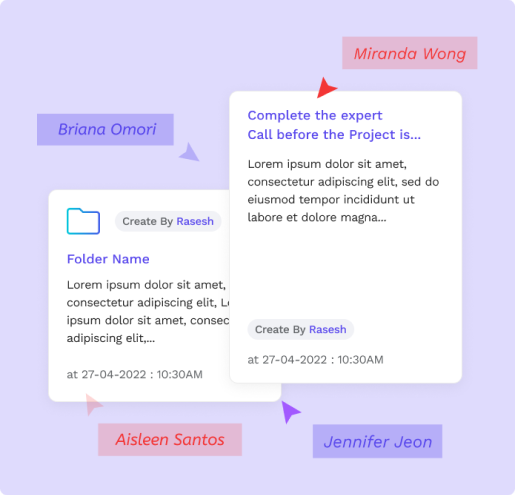 Miranda Wong
Complete the expert
Call before the Project is...
Lorem ipsum dolor sit amet,
consectetur adipiscing elit, sed do
eiusmod tempor incididunt ut
labore et dolore magna...
Create By Rasesh
at 27-04-2022 : 10:30AM
Briana Omori
Create By Rasesh
Folder Name
Lorem ipsum dolor sit amet,
consectetur adipiscing elit,
ipsum dolor sit amet,
adipiscing elit,...
at 27-04-2022 : 10:30AM
Aisleen Santos
Jennifer Jeon